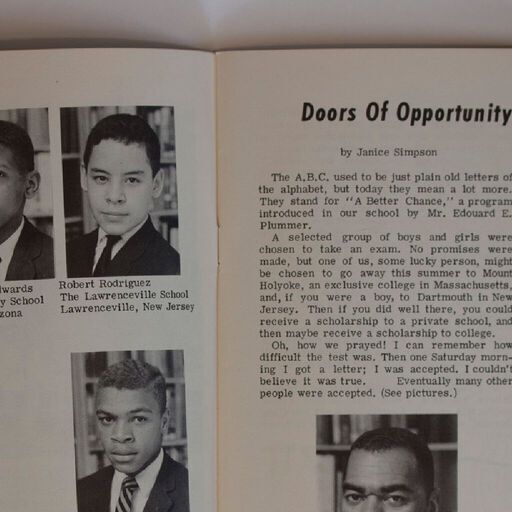 dwards
y School
zona
Robert Rodriguez
The Lawrenceville School
Lawrenceville, New Jersey
Doors Of Opportunity
by Janice Simpson
The A.B.C. used to be just plain old letters of
the alphabet, but today they mean a lot more.
They stand for "A Better Chance," a program
introduced in our school by Mr. Edouard E.
Plummer.
A selected group of boys and girls were
chosen to take an exam. No promises were
made, but one of us, some lucky person, might
be chosen to go away this summer to Mount
Holyoke, an exclusive college in Massachusetts,
and, if you were a boy, to Dartmouth in New
Jersey. Then if you did well there, you could
receive a scholarship to a private school, and
then maybe receive a scholarship to college.
Oh, how we prayed! I can remember how
difficult the test was. Then one Saturday morn-
ing I got a letter; I was accepted. I couldn't
believe it was true. Eventually many other
people were accepted. (See pictures.)